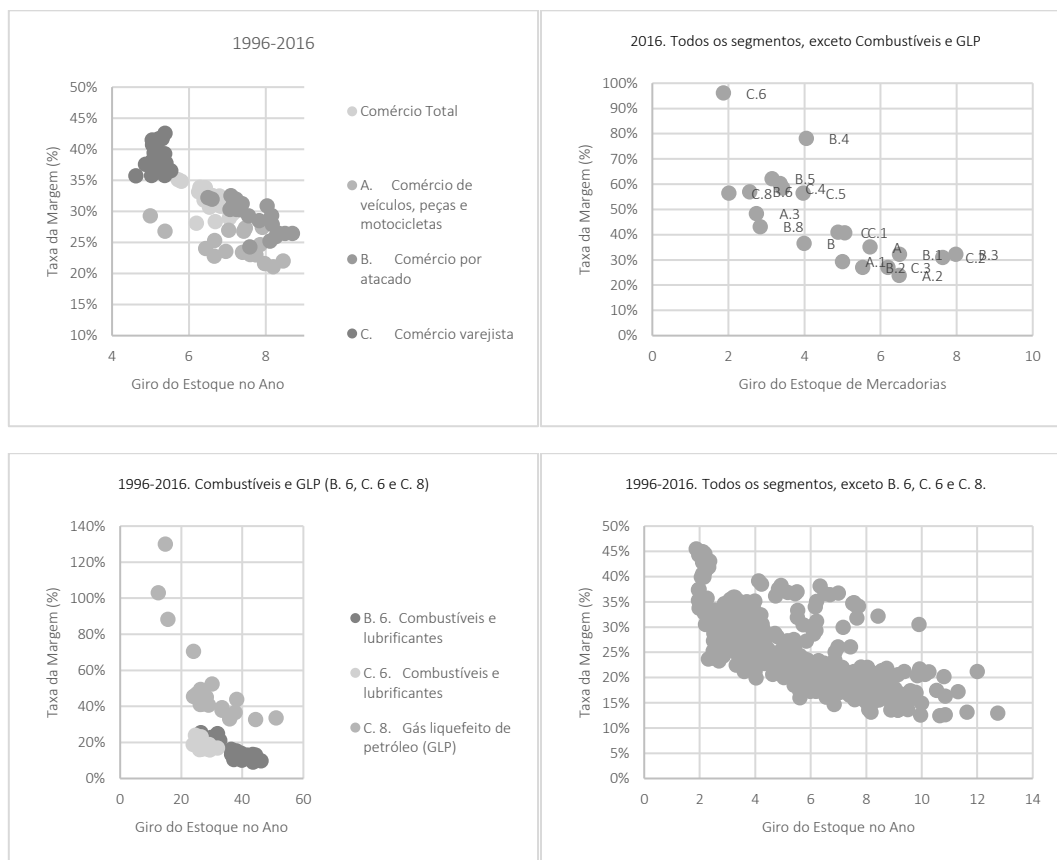 1996-2016
50%
45%
40%
35%
30%
25%
20%
15%
10%
4
6
8
Taxa da Margem (%)
Giro do Estoque no Ano
Comércio Total
A. Comércio de
veículos, peças e
motocicletas
B. Comércio por
atacado
C. Comércio varejista
2016. Todos os segmentos, exceto Combustíveis e GLP
100%
90%
80%
70%
60%
50%
40%
30%
20%
10%
0%
0
2
4
6
8
10
Taxa da Margem (%)
Giro do Estoque de Mercadorias
C.6
B.4
B.5
C.4
C.8
B.6
C.5
A.3
B.8
B
C
C.1
A
A.1
B.1
B.2
C.3
C.2
B.3
A.2
1996-2016. Combustíveis e GLP (B. 6, C. 6 e C. 8)
140%
120%
100%
80%
60%
40%
20%
0%
0
20
40
60
Taxa da Margem (%)
Giro do Estoque no Ano
B. 6. Combustíveis e
lubrificantes
C. 6. Combustíveis e
lubrificantes
C. 8. Gás liquefeito de
petróleo (GLP)
1996-2016. Todos os segmentos, exceto B. 6, C. 6 e C. 8.
50%
45%
40%
35%
30%
25%
20%
15%
10%
5%
0%
0
2
4
6
8
10
12
14
Taxa da Margem (%)
Giro do Estoque no Ano